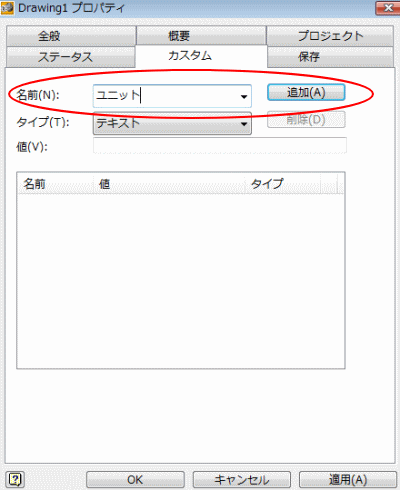 Drawing1 プロパティ
全般 概要 プロジェクト
ステータス カスタム 保存
名前(N): ユニット 追加(A)
タイプ(T): テキスト 削除(D)
値(V):
名前 値 タイプ
OK キャンセル 適用(A)